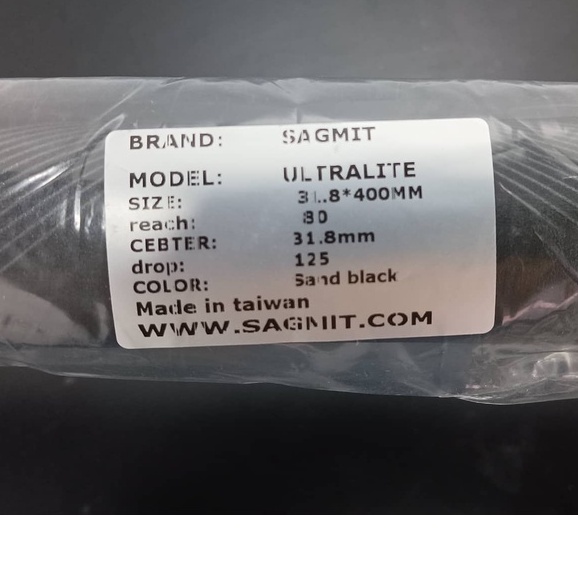 BRAND: SAGMIT
MODEL: ULTRALITE
SIZE: 31.8*400MM
reach: 80
CEBTER: 31.8mm
drop: 125
COLOR: Sand black
Made in taiwan
WWW.SAGMIT.COM